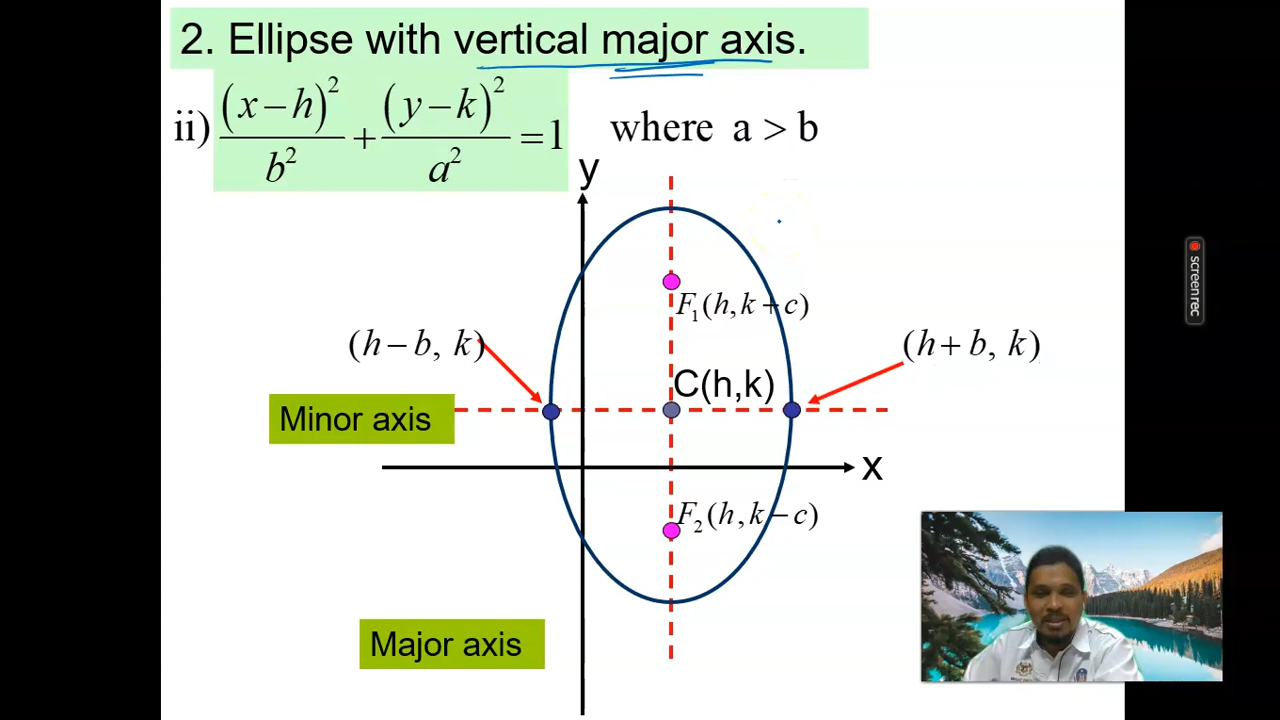 2. Ellipse with vertical major axis.
ii) (x−h)²/b² + (y−k)²/a² = 1 where a > b
y
F₁(h, k+c)
(h−b, k)
(h+b, k)
C(h,k)
Minor axis
x
F₂(h, k−c)
Major axis
screenrec